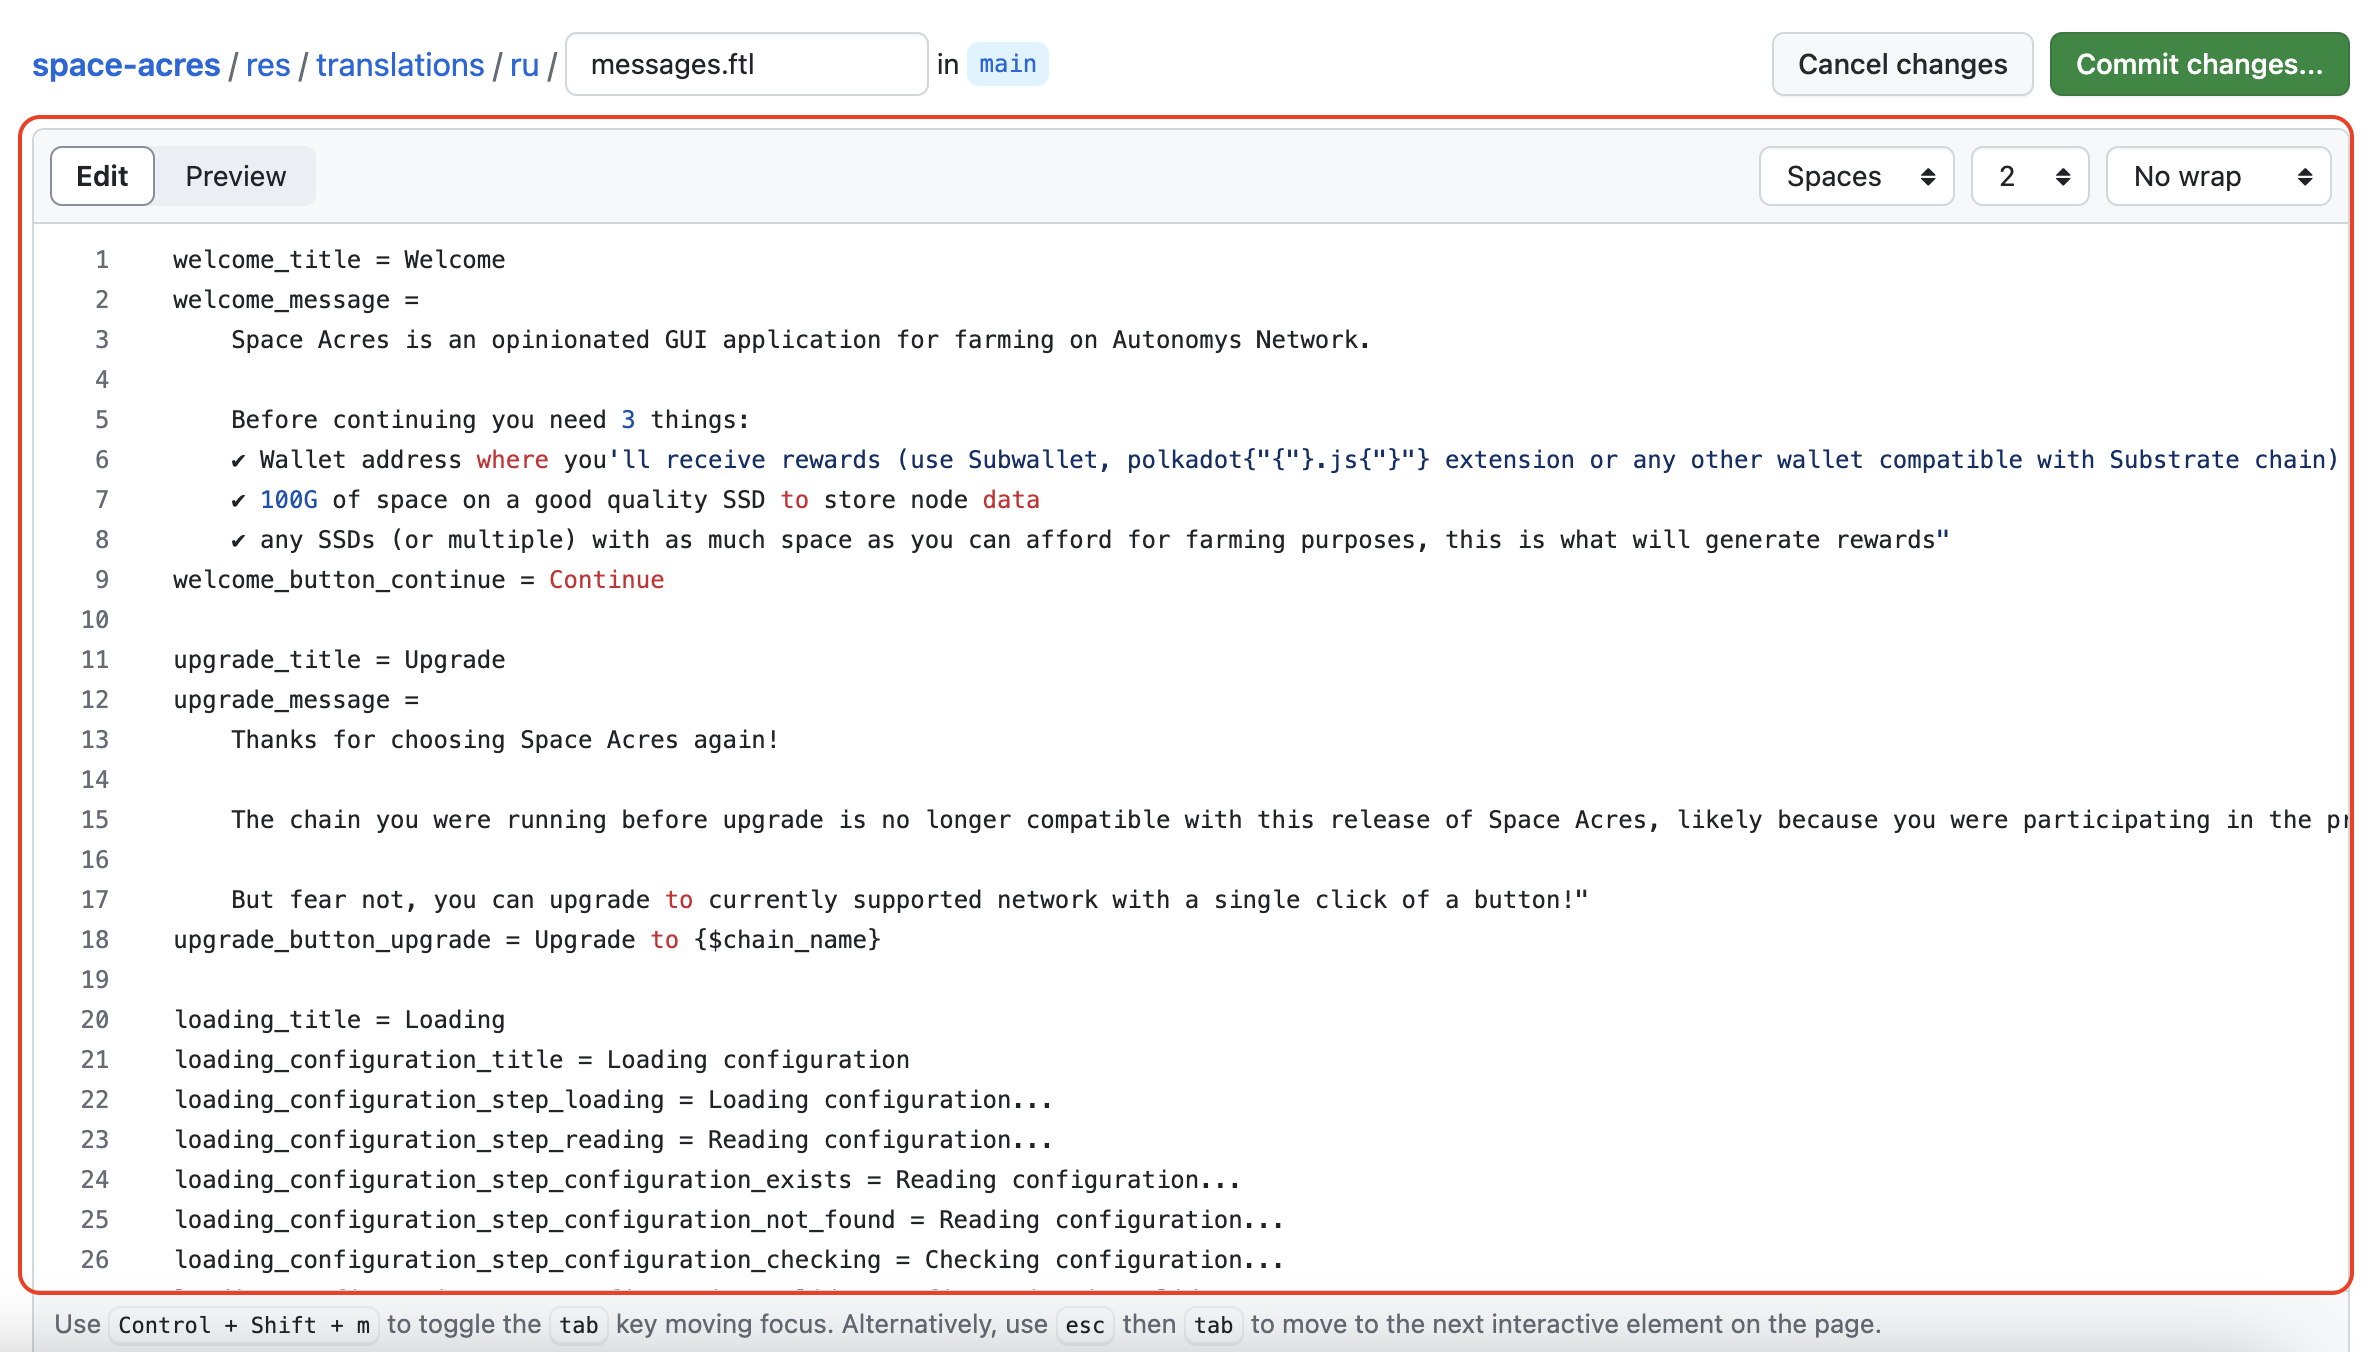 space-acres / res / translations / ru / messages.ftl in main Cancel changes Commit changes...
Edit Preview Spaces 2 No wrap
1 welcome_title = Welcome
2 welcome_message =
3 Space Acres is an opinionated GUI application for farming on Autonomys Network.
4
5 Before continuing you need 3 things:
6 ✔ Wallet address where you'll receive rewards (use Subwallet, polkadot{"{"}.js{"}"} extension or any other wallet compatible with Substrate chain)
7 ✔ 100G of space on a good quality SSD to store node data
8 ✔ any SSDs (or multiple) with as much space as you can afford for farming purposes, this is what will generate rewards"
9 welcome_button_continue = Continue
10
11 upgrade_title = Upgrade
12 upgrade_message =
13 Thanks for choosing Space Acres again!
14
15 The chain you were running before upgrade is no longer compatible with this release of Space Acres, likely because you were participating in the
16
17 But fear not, you can upgrade to currently supported network with a single click of a button!"
18 upgrade_button_upgrade = Upgrade to {$chain_name}
19
20 loading_title = Loading
21 loading_configuration_title = Loading configuration
22 loading_configuration_step_loading = Loading configuration...
23 loading_configuration_step_reading = Reading configuration...
24 loading_configuration_step_configuration_exists = Reading configuration...
25 loading_configuration_step_configuration_not_found = Reading configuration...
26 loading_configuration_step_configuration_checking = Checking configuration...
Use Control + Shift + m to toggle the tab key moving focus. Alternatively, use esc then tab to move to the next interactive element on the page.